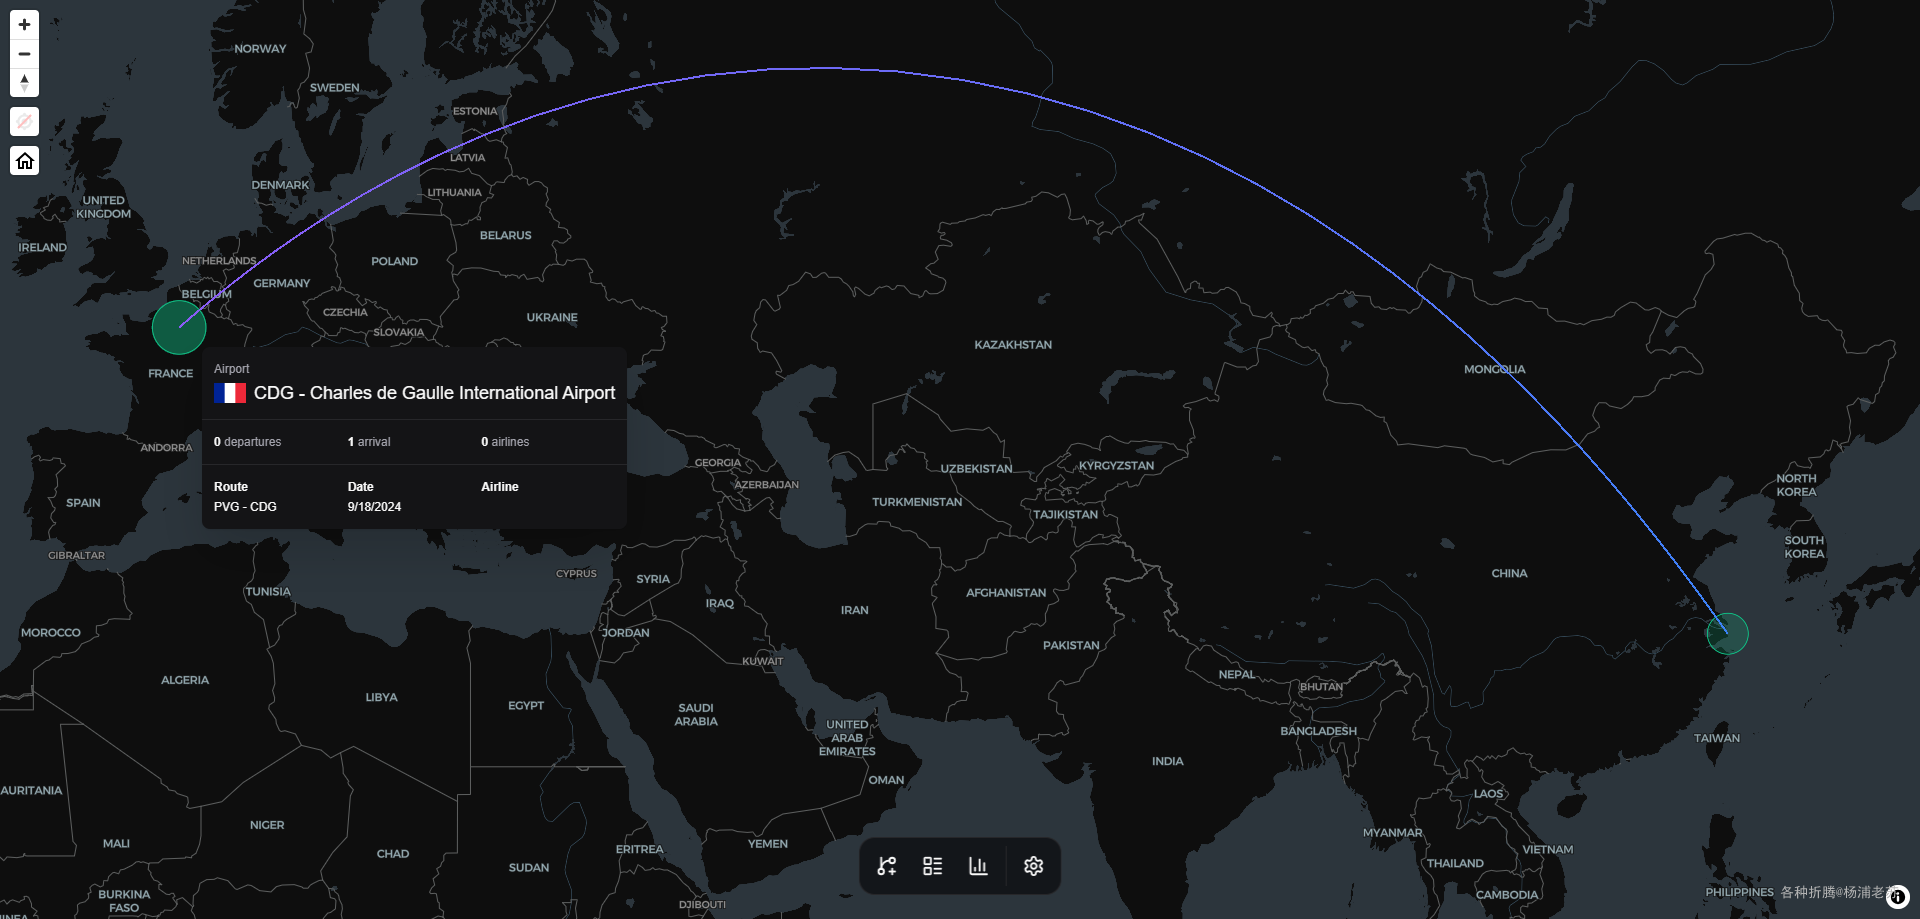 NORWAY
SWEDEN
ESTONIA
LATVIA
LITHUANIA
DENMARK
UNITED
KINGDOM
IRELAND
BELARUS
NETHERLANDS
POLAND
GERMANY
BELGIUM
CZECHIA
UKRAINE
SLOVAKIA
KAZAKHSTAN
MONGOLIA
FRANCE
Airport
CDG - Charles de Gaulle International Airport
0 departures
1 arrival
0 airlines
Route
Date
Airline
PVG - CDG
9/18/2024
ANDORRA
SPAIN
GIBRALTAR
GEORGIA
AZERBAIJAN
UZBEKISTAN
KYRGYZSTAN
TURKMENISTAN
TAJIKISTAN
NORTH
KOREA
SOUTH
KOREA
CHINA
CYPRUS
SYRIA
TUNISIA
IRAQ
IRAN
AFGHANISTAN
MOROCCO
JORDAN
PAKISTAN
KUWAIT
ALGERIA
LIBYA
EGYPT
SAUDI
ARABIA
NEPAL
BHUTAN
UNITED
ARAB
EMIRATES
BANGLADESH
TAIWAN
OMAN
INDIA
AURITANIA
LAOS
MALI
NIGER
CHAD
SUDAN
ERITREA
YEMEN
MYANMAR
VIETNAM
THAILAND
BURKINA
FASO
CAMBODIA
DJIBOUTI
PHILIPPINES
INEA
各种折腾@杨浦老